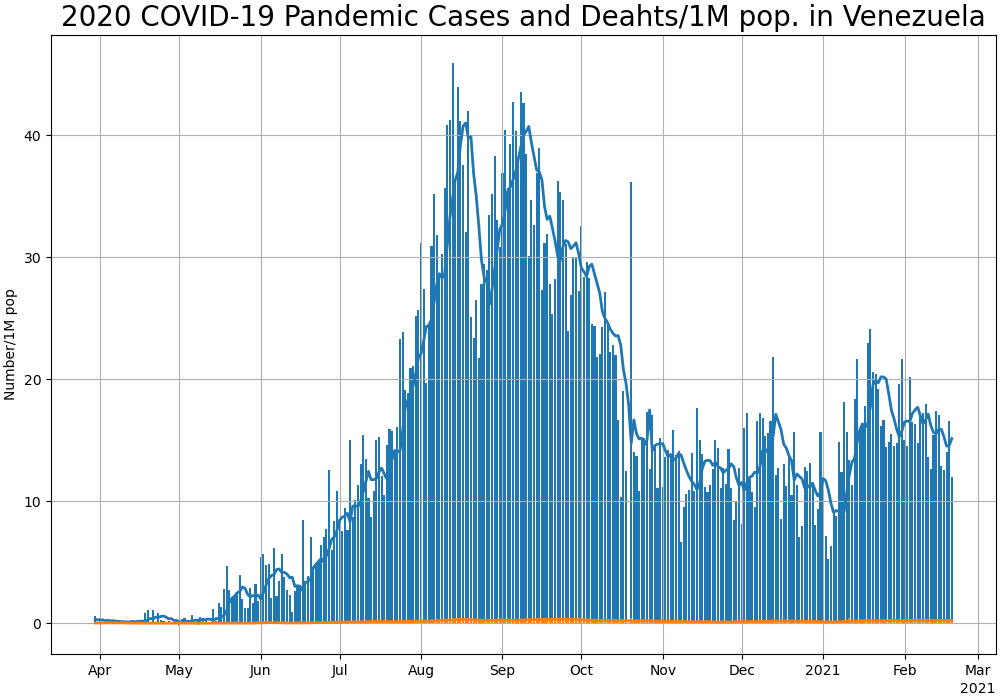 2020 COVID-19 Pandemic Cases and Deahts/1M pop. in Venezuela
Number/1M pop
40
30
20
10
0
Apr May Jun Jul Aug Sep Oct Nov Dec 2021 Feb Mar
2021